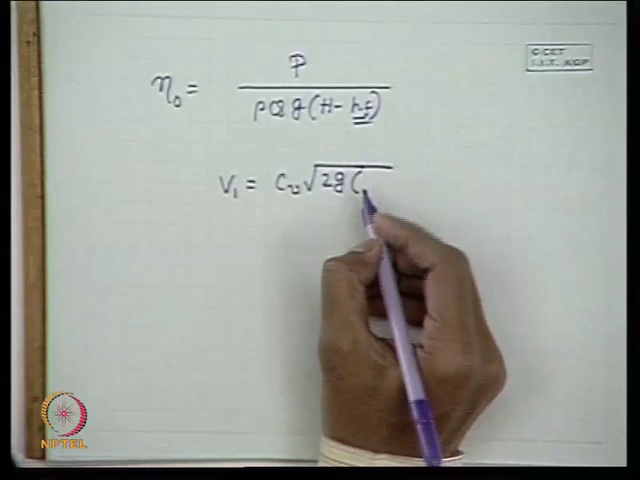 © CET
I.I.T. KGP
η₀ = P / ρQg(H - hf)
V₁ = Cv√2g(
NPTEL